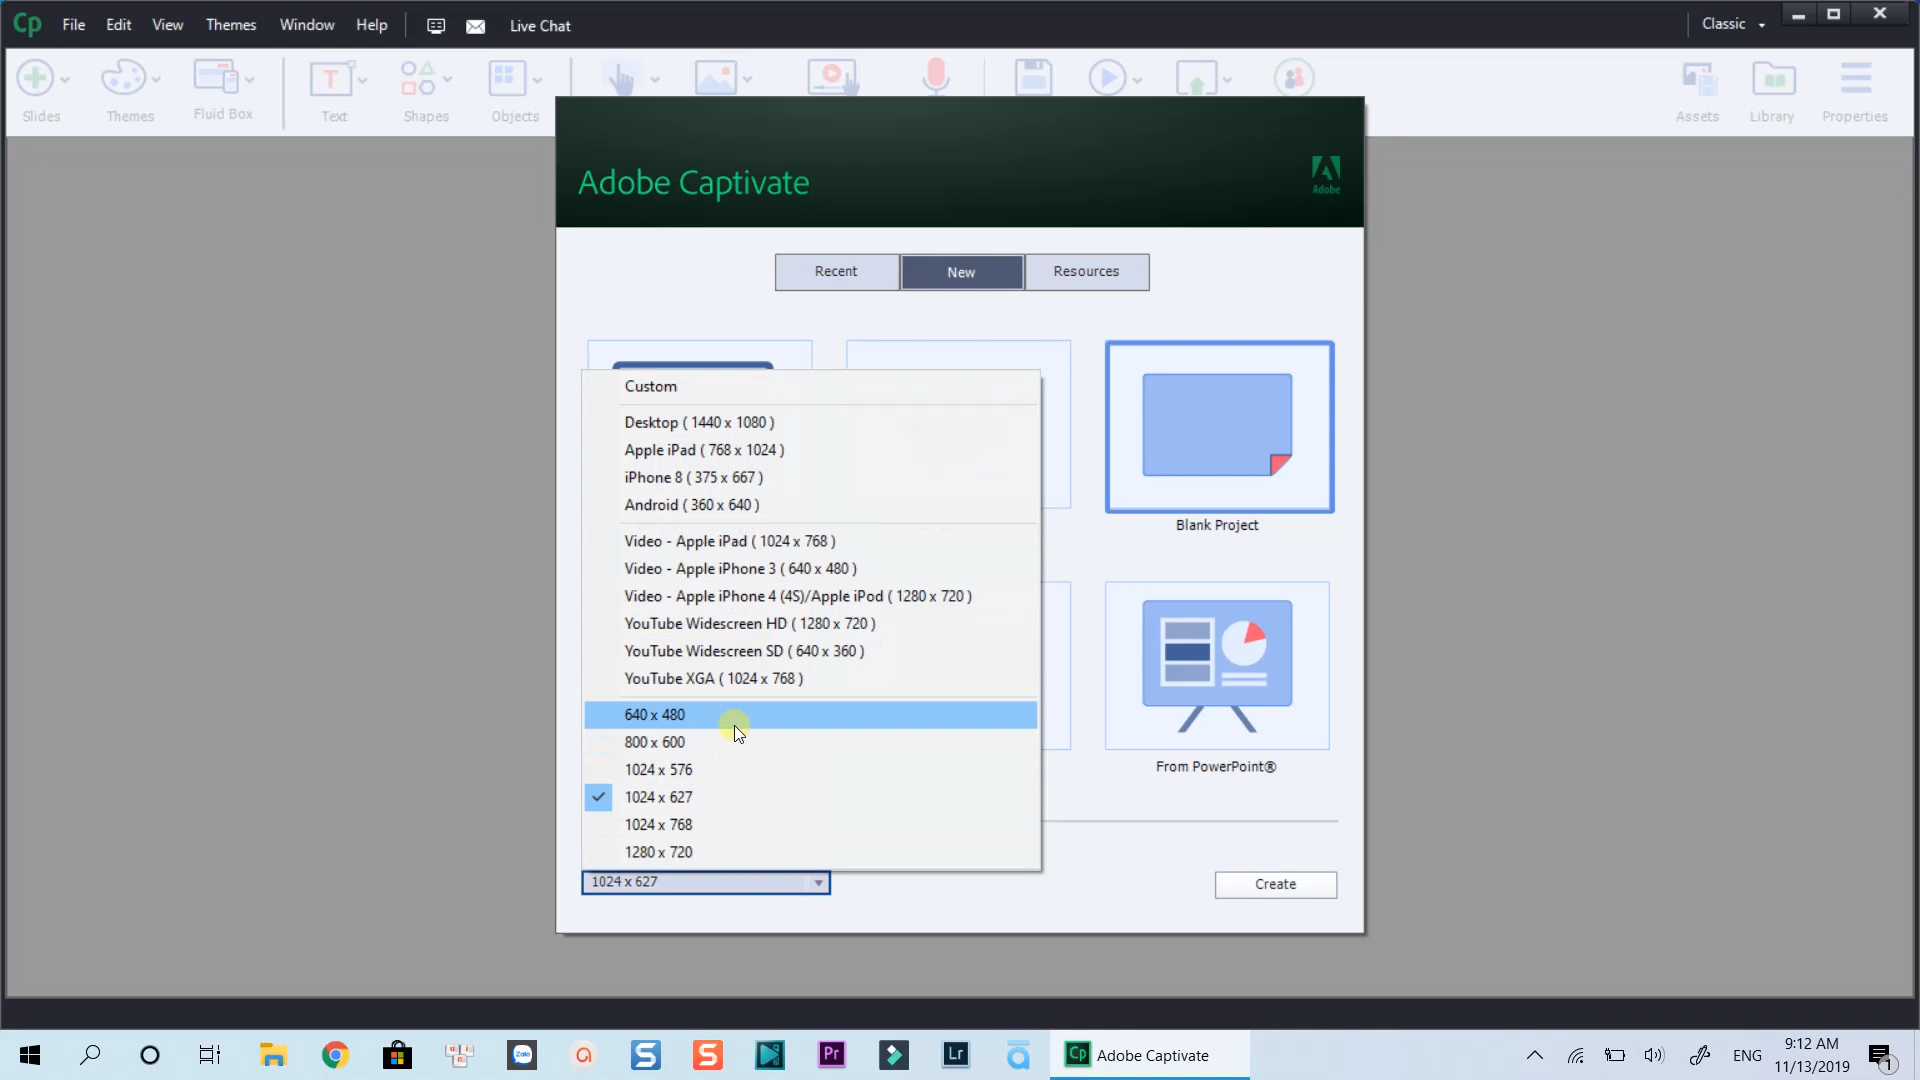 Cp File Edit View Themes Window Help Live Chat Classic
Slides Themes Fluid Box Text Shapes Objects Assets Library Properties
T
Adobe Captivate
Adobe
Recent New Resources
Custom
Desktop ( 1440 x 1080 )
Apple iPad ( 768 x 1024 )
iPhone 8 ( 375 x 667 )
Android ( 360 x 640 )
Blank Project
Video - Apple iPad ( 1024 x 768 )
Video - Apple iPhone 3 ( 640 x 480 )
Video - Apple iPhone 4 (4S)/Apple iPod ( 1280 x 720 )
YouTube Widescreen HD ( 1280 x 720 )
YouTube Widescreen SD ( 640 x 360 )
YouTube XGA ( 1024 x 768 )
640 x 480
800 x 600
1024 x 576
From PowerPoint®
1024 x 627
1024 x 768
1280 x 720
1024 x 627
Create
Zalo S S Pr Lr Cp Adobe Captivate ENG
9:12 AM
11/13/2019
1